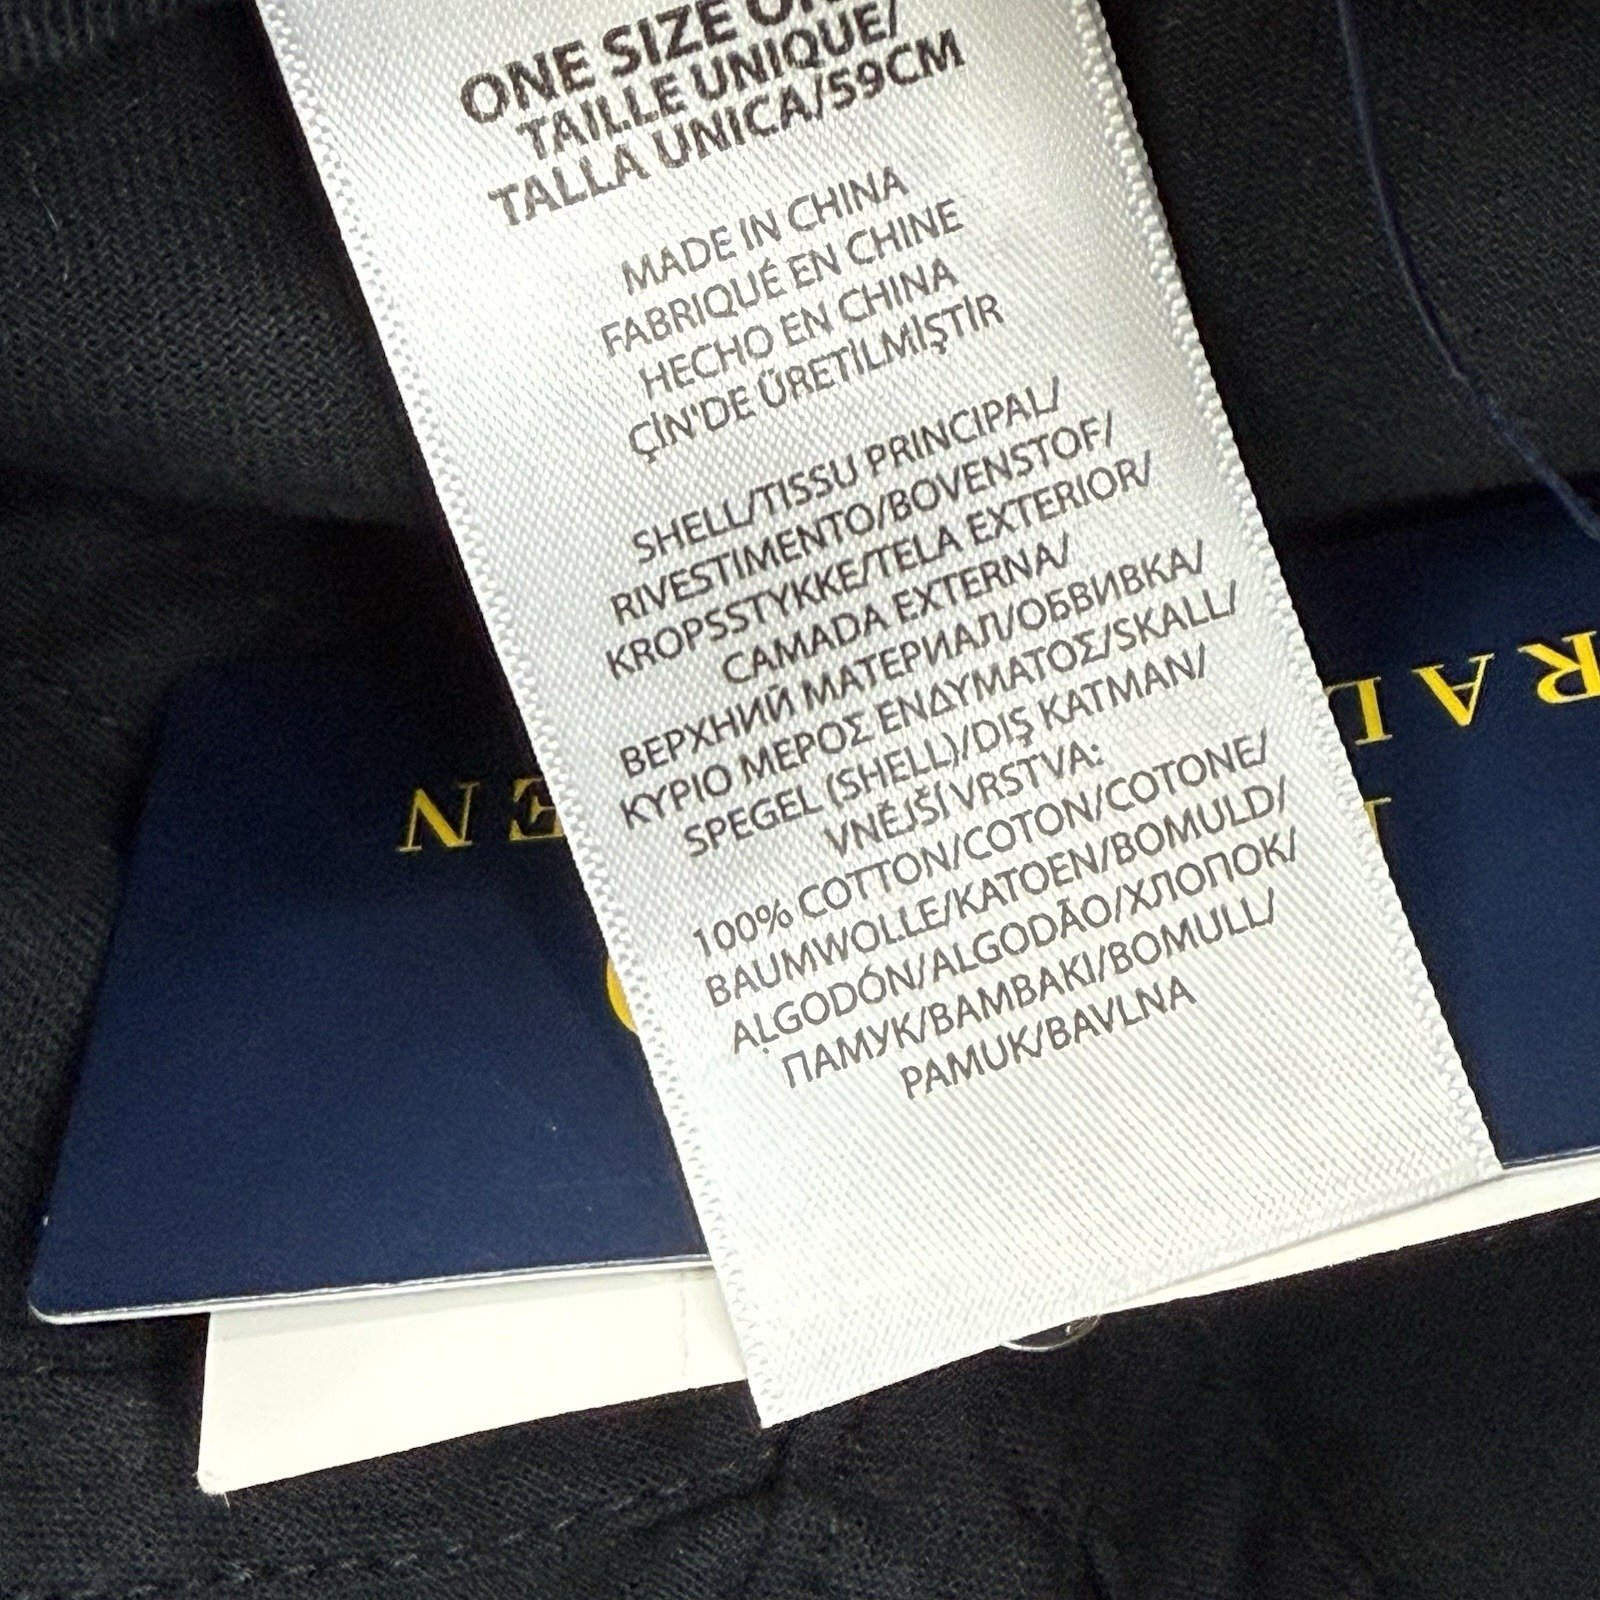 ONE SIZE
TAILLE UNIQUE/
TALLA UNICA/59CM
MADE IN CHINA
FABRIQUÉ EN CHINE
HECHO EN CHINA
ÇİN'DE ÜRETİLMİŞTİR
SHELL/TISSU PRINCIPAL/
RIVESTIMENTO/BOVENSTOF/
KROPSSTYKKE/TELA EXTERIOR/
CAMADA EXTERNA/
ВЕРХНИЙ МАТЕРИАЛ/ОБВИВКА/
ΚΥΡΙΟ ΜΕΡΟΣ ΕΝΔΥΜΑΤΟΣ/SKALL/
SPEGEL (SHELL)/DIŞ KATMAN/
VNĚJŠÍ VRSTVA:
100% COTTON/COTON/COTONE/
BAUMWOLLE/KATOEN/BOMULD/
ALGODÓN/ALGODÃO/ХЛОПОК/
ПАМУК/ΒΑΜΒΑΚΙ/BOMULL/
PAMUK/BAVLNA
RAL
EN